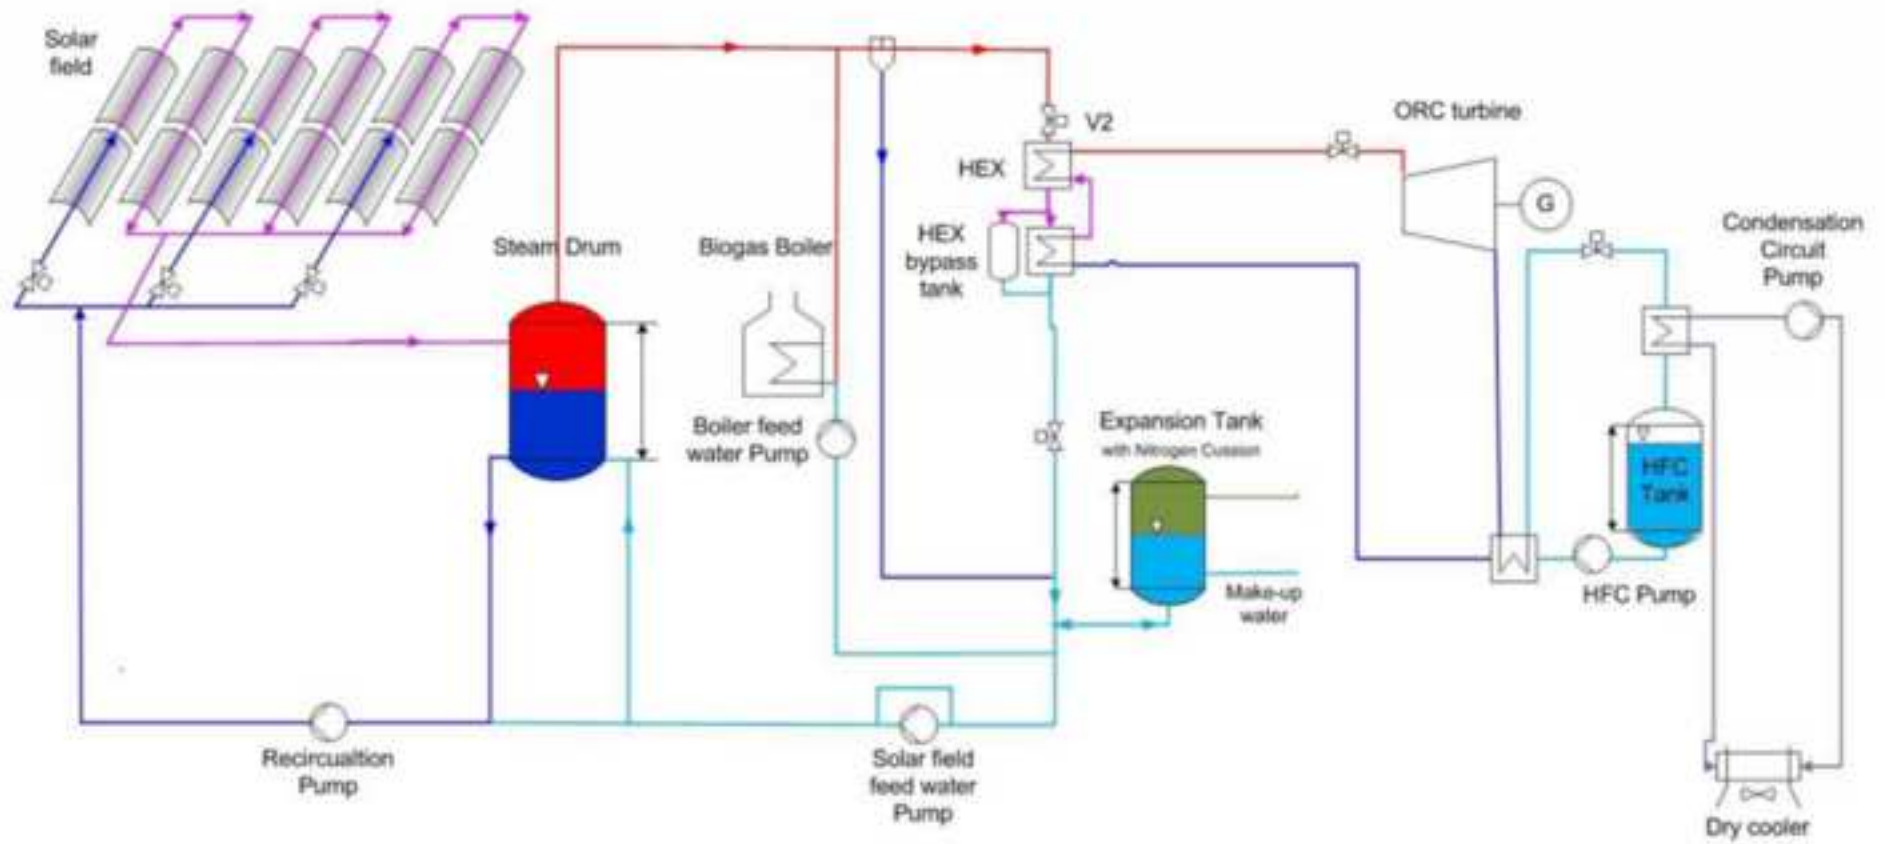 Solar
field
ORC turbine
V2
HEX
G
Condensation
Circuit
Pump
Steam Drum
Biogas Boiler
HEX
bypass
tank
Boiler feed
water Pump
Expansion Tank
with Nitrogen Cussion
HFC
Tank
Make-up
water
HFC Pump
Recircualtion
Pump
Solar field
feed water
Pump
Dry cooler